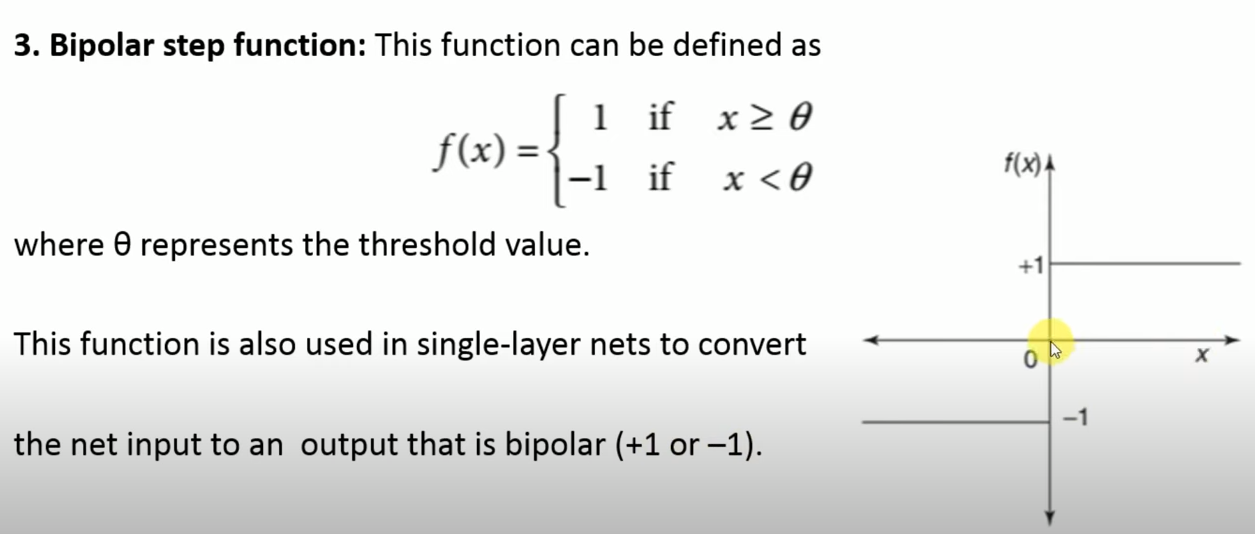 3. Bipolar step function: This function can be defined as
f(x) = { 1 if x ≥ θ
−1 if x < θ
where θ represents the threshold value.
This function is also used in single-layer nets to convert
the net input to an  output that is bipolar (+1 or –1).
f(x)
+1
0
x
−1